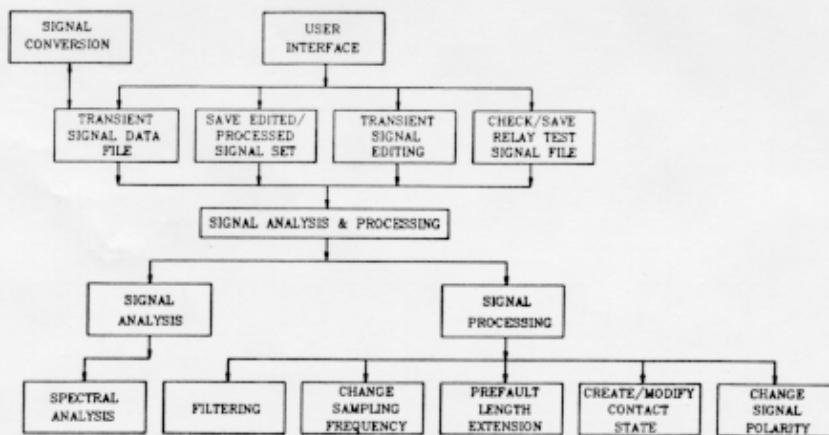 SIGNAL
CONVERSION
USER
INTERFACE
TRANSIENT
SIGNAL DATA
FILE
SAVE EDITED/
PROCESSED
SIGNAL SET
TRANSIENT
SIGNAL
EDITING
CHECK/SAVE
RELAY TEST
SIGNAL FILE
SIGNAL ANALYSIS & PROCESSING
SIGNAL
ANALYSIS
SIGNAL
PROCESSING
SPECTRAL
ANALYSIS
FILTERING
CHANGE
SAMPLING
FREQUENCY
PREFAULT
LENGTH
EXTENSION
CREATE/MODIFY
CONTACT
STATE
CHANGE
SIGNAL
POLARITY